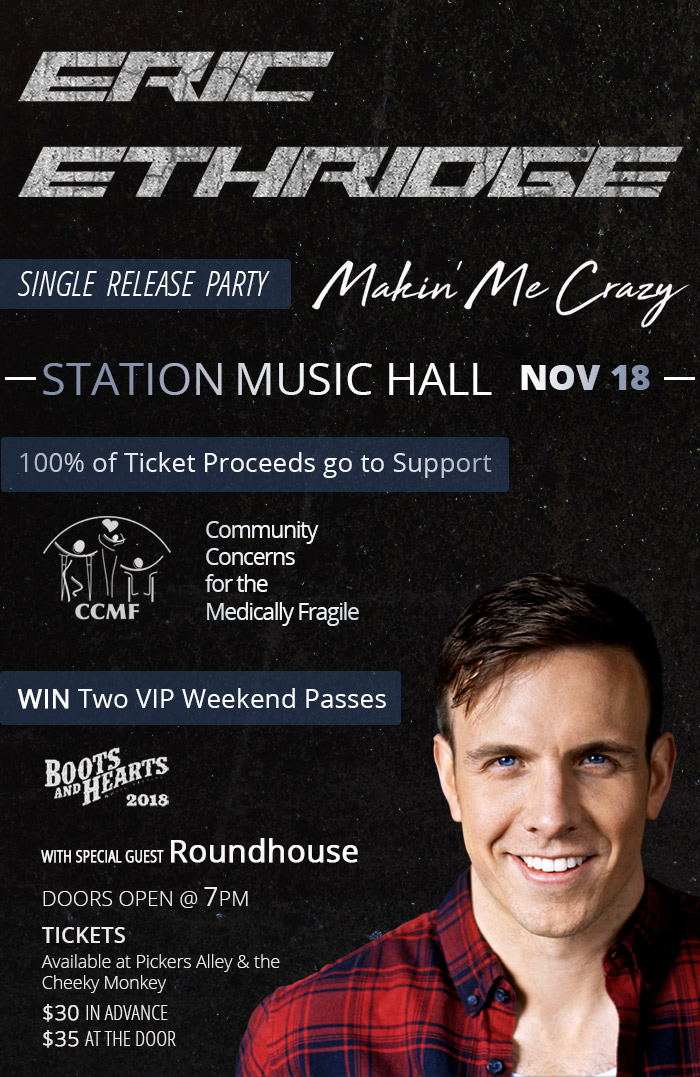 ERIC
ETHRIDGE
SINGLE RELEASE PARTY Makin' Me Crazy
STATION MUSIC HALL NOV 18
100% of Ticket Proceeds go to Support
CCMF
Community
Concerns
for the
Medically Fragile
WIN Two VIP Weekend Passes
BOOTS
AND HEARTS
2018
WITH SPECIAL GUEST Roundhouse
DOORS OPEN @ 7PM
TICKETS
Available at Pickers Alley & the
Cheeky Monkey
$30 IN ADVANCE
$35 AT THE DOOR